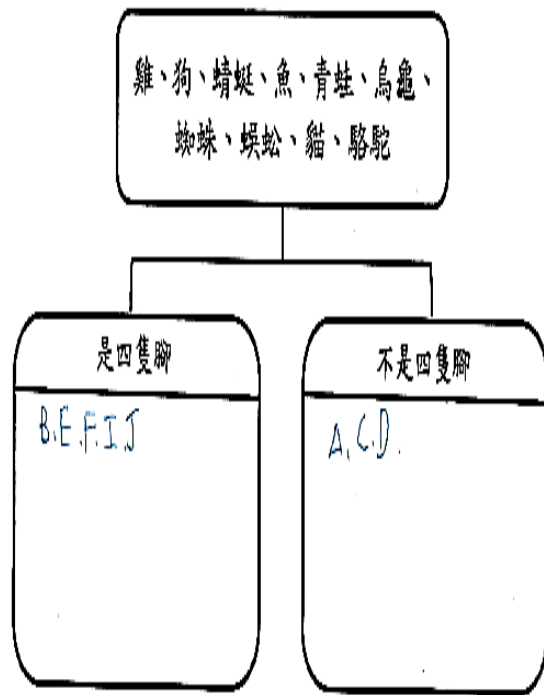 雞、狗、蜻蜓、魚、青蛙、烏龜、
蜘蛛、蜈蚣、貓、駱駝
是四隻腳
不是四隻腳
B.E.F.I.J
A.C.D.